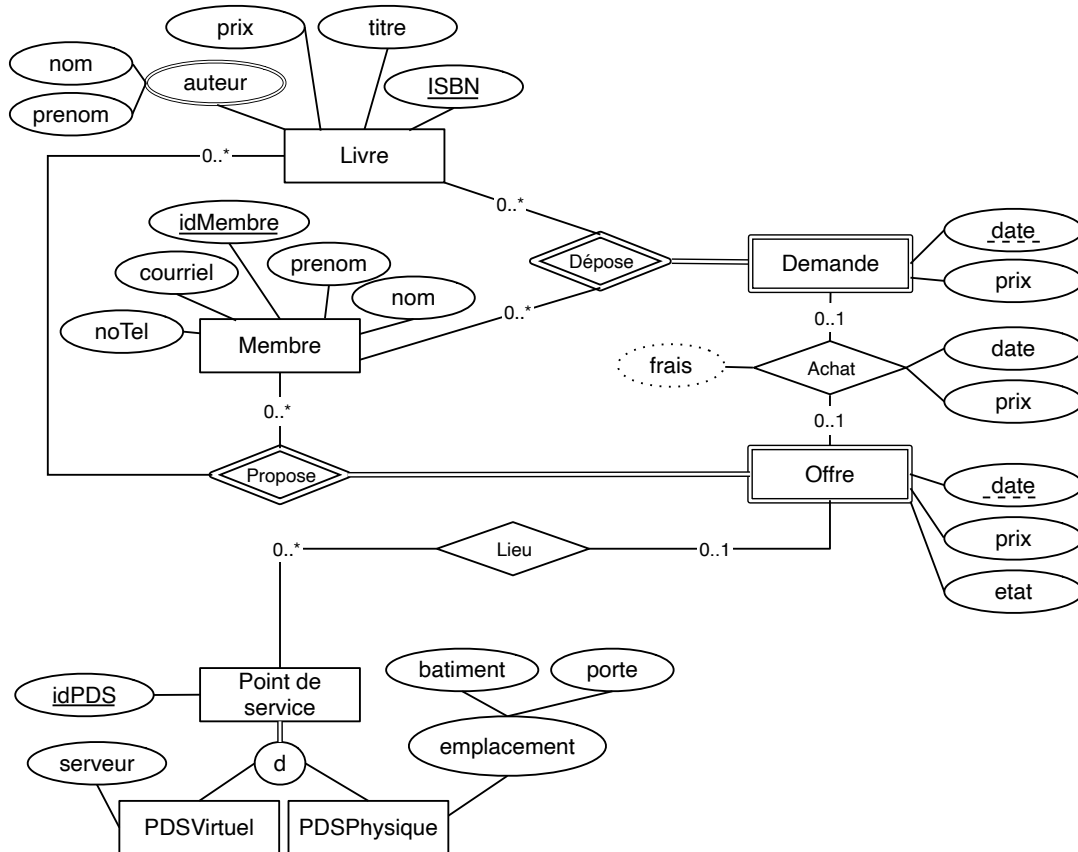 prix
titre
nom
auteur
ISBN
prenom
0..*
Livre
idMembre
0..*
date
courriel
prenom
Dépose
Demande
nom
prix
noTel
Membre
0..*
0..1
date
frais
Achat
prix
0..*
0..1
Propose
Offre
date
prix
0..*
Lieu
0..1
etat
batiment
porte
idPDS
Point de
service
emplacement
serveur
d
PDSVirtuel
PDSPhysique